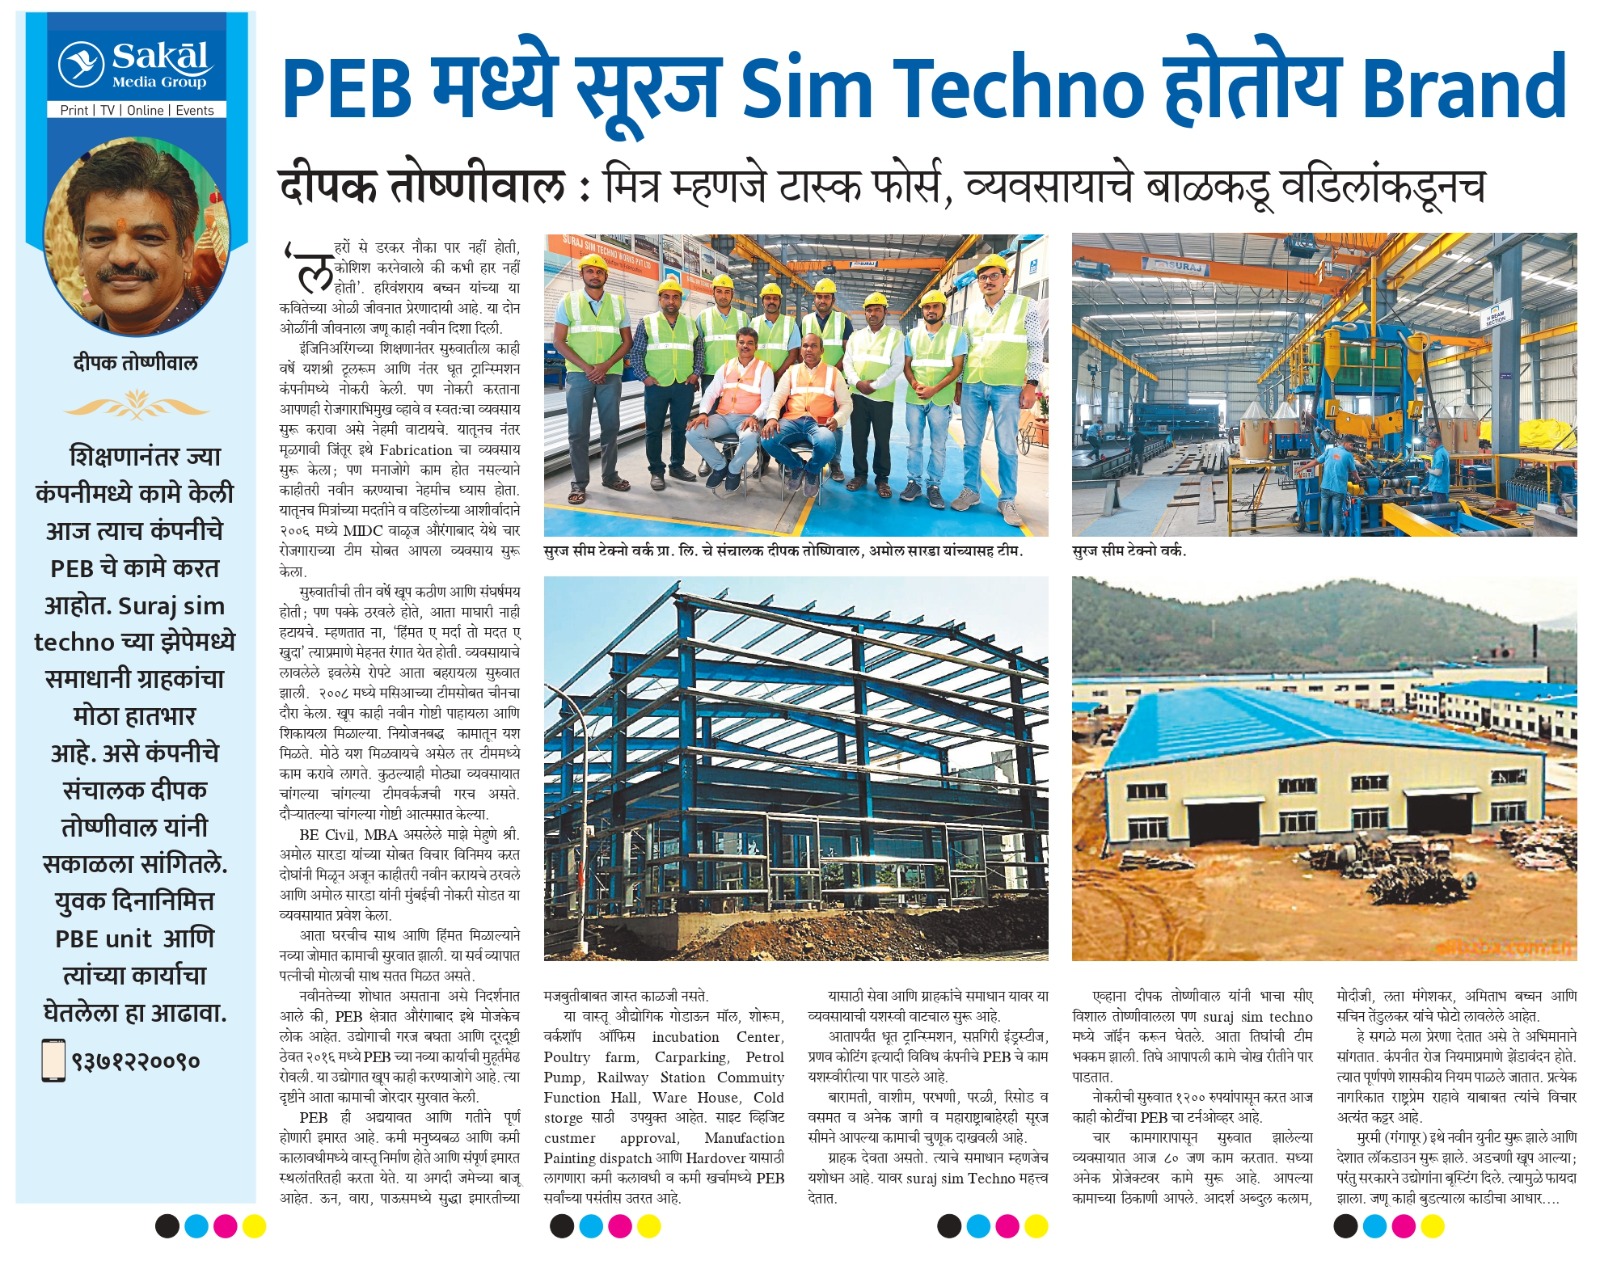 Sakāl
Media Group
Print | TV | Online | Events
दीपक तोष्णीवाल
शिक्षणानंतर ज्या
कंपनीमध्ये कामे केली
आज त्याच कंपनीचे
PEB चे कामे करत
आहोत. Suraj sim
techno च्या झेपेमध्ये
समाधानी ग्राहकांचा
मोठा हातभार
आहे. असे कंपनीचे
संचालक दीपक
तोष्णीवाल यांनी
सकाळला सांगितले.
युवक दिनानिमित्त
PBE unit आणि
त्यांच्या कार्याचा
घेतलेला हा आढावा.
९३७१२२००९०
PEB मध्ये सूरज Sim Techno होतोय Brand
दीपक तोष्णीवाल : मित्र म्हणजे टास्क फोर्स, व्यवसायाचे बाळकडू वडिलांकडूनच
‘लहरों से डरकर नौका पार नहीं होती,
कोशिश करनेवालो की कभी हार नहीं
होती’. हरिवंशराय बच्चन यांच्या या
कवितेच्या ओळी जीवनात प्रेरणादायी आहे. या दोन
ओळींनी जीवनाला जणू काही नवीन दिशा दिली.
इंजिनिअरिंगच्या शिक्षणानंतर सुरुवातीला काही
वर्षे यशश्री टूलरूम आणि नंतर धूत ट्रान्स्मिशन
कंपनीमध्ये नोकरी केली. पण नोकरी करताना
आपणही रोजगाराभिमुख व्हावे व स्वतःचा व्यवसाय
सुरू करावा असे नेहमी वाटायचे. यातूनच नंतर
मूळगावी जिंतूर इथे Fabrication चा व्यवसाय
सुरू केला; पण मनाजोगे काम होत नसल्याने
काहीतरी नवीन करण्याचा नेहमीच ध्यास होता.
यातूनच मित्रांच्या मदतीने व वडिलांच्या आशीर्वादाने
२००६ मध्ये MIDC वाळूज औरंगाबाद येथे चार
रोजगाराच्या टीम सोबत आपला व्यवसाय सुरू
केला.
सुरुवातीची तीन वर्षे खूप कठीण आणि संघर्षमय
होती; पण पक्के ठरवले होते, आता माघारी नाही
हटायचे. म्हणतात ना, ‘हिंमत ए मर्दा तो मदत ए
खुदा’ त्याप्रमाणे मेहनत रंगात येत होती. व्यवसायाचे
लावलेले इवलेसे रोपटे आता बहरायला सुरुवात
झाली. २००८ मध्ये मसिआच्या टीमसोबत चीनचा
दौरा केला. खूप काही नवीन गोष्टी पाहायला आणि
शिकायला मिळाल्या. नियोजनबद्ध कामातून यश
मिळते. मोठे यश मिळवायचे असेल तर टीममध्ये
काम करावे लागते. कुठल्याही मोठ्या व्यवसायात
चांगल्या चांगल्या टीमवर्कजची गरच असते.
दौऱ्यातल्या चांगल्या गोष्टी आत्मसात केल्या.
BE Civil, MBA असलेले माझे मेहुणे श्री.
अमोल सारडा यांच्या सोबत विचार विनिमय करत
दोघांनी मिळून अजून काहीतरी नवीन करायचे ठरवले
आणि अमोल सारडा यांनी मुंबईची नोकरी सोडत या
व्यवसायात प्रवेश केला.
आता घरचीच साथ आणि हिंमत मिळाल्याने
नव्या जोमात कामाची सुरवात झाली. या सर्व व्यापात
पत्नीची मोलाची साथ सतत मिळत असते.
नवीनतेच्या शोधात असताना असे निदर्शनात
आले की, PEB क्षेत्रात औरंगाबाद इथे मोजकेच
लोक आहेत. उद्योगाची गरज बघता आणि दूरदृष्टी
ठेवत २०१६ मध्ये PEB च्या नव्या कार्याची मुहूर्तमेढ
रोवली. या उद्योगात खूप काही करण्याजोगे आहे. त्या
दृष्टीने आता कामाची जोरदार सुरवात केली.
PEB ही अद्ययावत आणि गतीने पूर्ण
होणारी इमारत आहे. कमी मनुष्यबळ आणि कमी
कालावधीमध्ये वास्तू निर्माण होते आणि संपूर्ण इमारत
स्थलांतरितही करता येते. या अगदी जमेच्या बाजू
आहेत. ऊन, वारा, पाऊसमध्ये सुद्धा इमारतीच्या
SURAJ SIM TECHNO WORKS PVT LTD
SURAJ
H BEAM
SECTION
सुरज सीम टेक्नो वर्क प्रा. लि. चे संचालक दीपक तोष्णिवाल, अमोल सारडा यांच्यासह टीम.
सुरज सीम टेक्नो वर्क.
मजबुतीबाबत जास्त काळजी नसते.
या वास्तू औद्योगिक गोडाऊन मॉल, शोरूम,
वर्कशॉप ऑफिस incubation Center,
Poultry farm, Carparking, Petrol
Pump, Railway Station Commuity
Function Hall, Ware House, Cold
storge साठी उपयुक्त आहेत. साइट व्हिजिट
custmer approval, Manufaction
Painting dispatch आणि Hardover यासाठी
लागणारा कमी कलावधी व कमी खर्चामध्ये PEB
सर्वांच्या पसंतीस उतरत आहे.
यासाठी सेवा आणि ग्राहकांचे समाधान यावर या
व्यवसायाची यशस्वी वाटचाल सुरू आहे.
आतापर्यंत धूत ट्रान्स्मिशन, सप्तगिरी इंड्स्टीज,
प्रणव कोटिंग इत्यादी विविध कंपनीचे PEB चे काम
यशस्वीरीत्या पार पाडले आहे.
बारामती, वाशीम, परभणी, परळी, रिसोड व
वसमत व अनेक जागी व महाराष्ट्राबाहेरही सूरज
सीमने आपल्या कामाची चुणूक दाखवली आहे.
ग्राहक देवता असतो. त्याचे समाधान म्हणजेच
यशोधन आहे. यावर suraj sim Techno महत्त्व
देतात.
एव्हाना दीपक तोष्णीवाल यांनी भाचा सीए
विशाल तोष्णीवालला पण suraj sim techno
मध्ये जॉईन करून घेतले. आता तिघांची टीम
भक्कम झाली. तिघे आपापली कामे चोख रीतीने पार
पाडतात.
नोकरीची सुरुवात १२०० रुपयांपासून करत आज
काही कोटींचा PEB चा टर्नओव्हर आहे.
चार कामगारापासून सुरुवात झालेल्या
व्यवसायात आज ८० जण काम करतात. सध्या
अनेक प्रोजेक्टवर कामे सुरू आहे. आपल्या
कामाच्या ठिकाणी आपले. आदर्श अब्दुल कलाम,
मोदीजी, लता मंगेशकर, अमिताभ बच्चन आणि
सचिन तेंडुलकर यांचे फोटो लावलेले आहेत.
हे सगळे मला प्रेरणा देतात असे ते अभिमानाने
सांगतात. कंपनीत रोज नियमाप्रमाणे झेंडावंदन होते.
त्यात पूर्णपणे शासकीय नियम पाळले जातात. प्रत्येक
नागरिकात राष्ट्रप्रेम राहावे याबाबत त्यांचे विचार
अत्यंत कट्टर आहे.
मुरमी (गंगापूर) इथे नवीन युनीट सुरू झाले आणि
देशात लॉकडाउन सुरू झाले. अडचणी खूप आल्या;
परंतु सरकारने उद्योगांना बूस्टिंग दिले. त्यामुळे फायदा
झाला. जणू काही बुडत्याला काडीचा आधार....